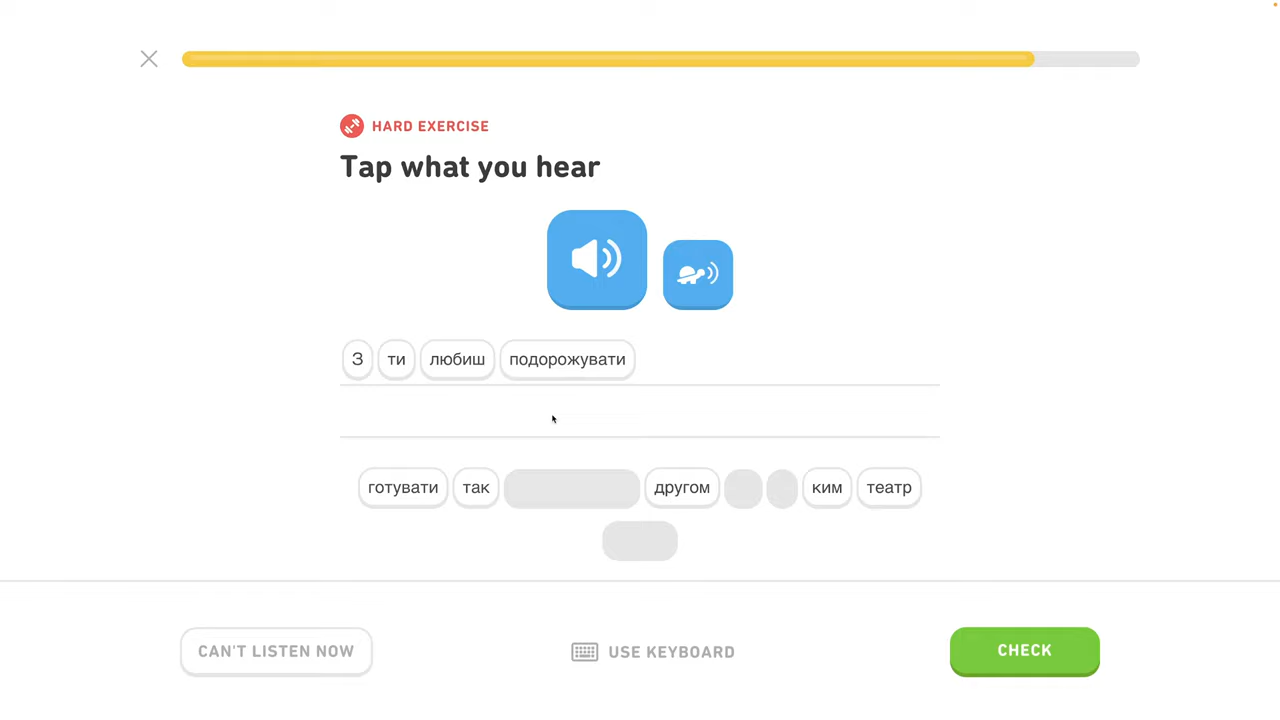 HARD EXERCISE
Tap what you hear
З ти любиш подорожувати
готувати так другом ким театр
CAN'T LISTEN NOW USE KEYBOARD CHECK